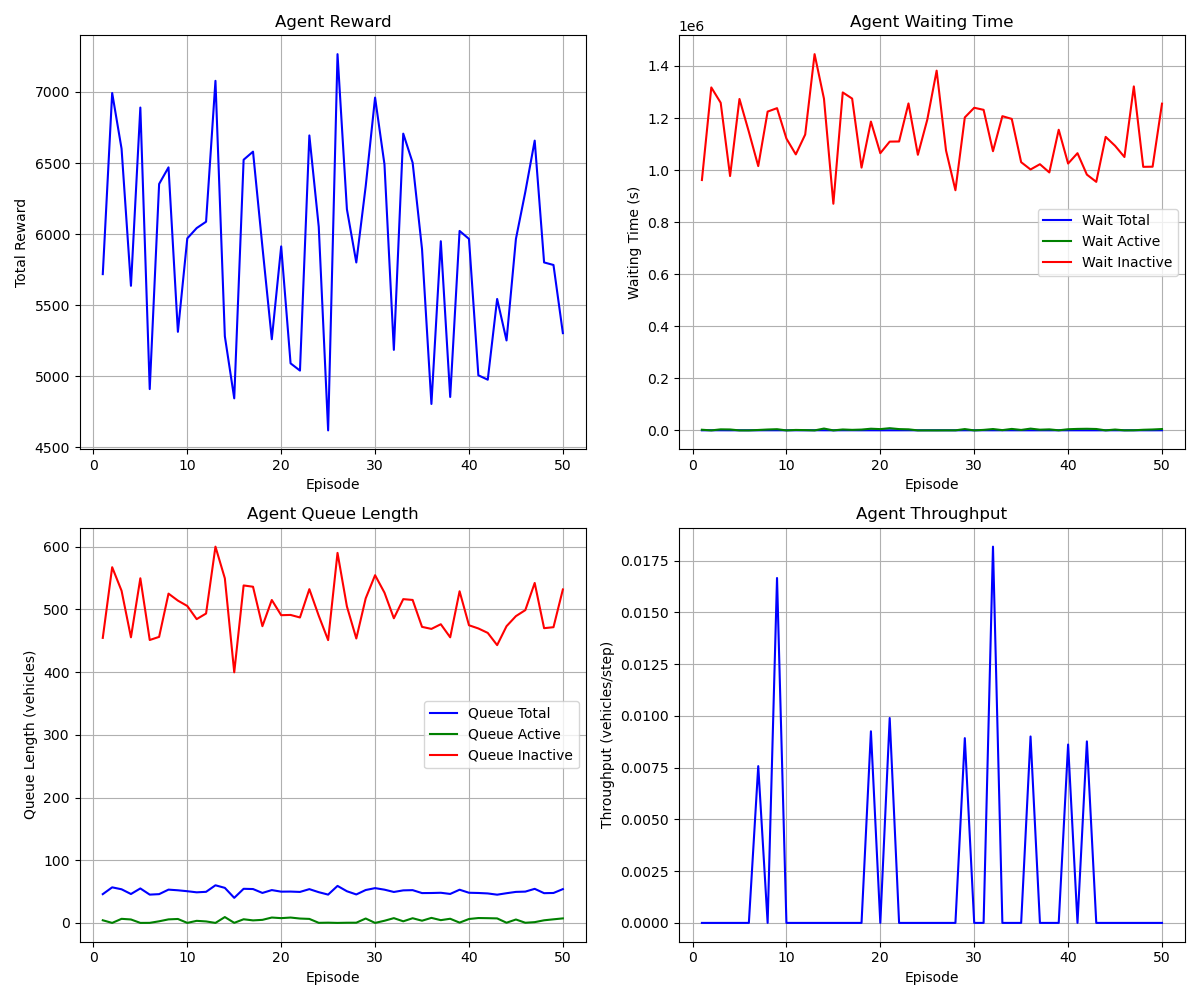 Agent Reward
Total Reward
7000
6500
6000
5500
5000
4500
0 10 20 30 40 50
Episode
Agent Waiting Time
1e6
Waiting Time (s)
1.4
1.2
1.0
0.8
0.6
0.4
0.2
0.0
Wait Total
Wait Active
Wait Inactive
0 10 20 30 40 50
Episode
Agent Queue Length
Queue Length (vehicles)
600
500
400
300
200
100
0
Queue Total
Queue Active
Queue Inactive
0 10 20 30 40 50
Episode
Agent Throughput
Throughput (vehicles/step)
0.0175
0.0150
0.0125
0.0100
0.0075
0.0050
0.0025
0.0000
0 10 20 30 40 50
Episode